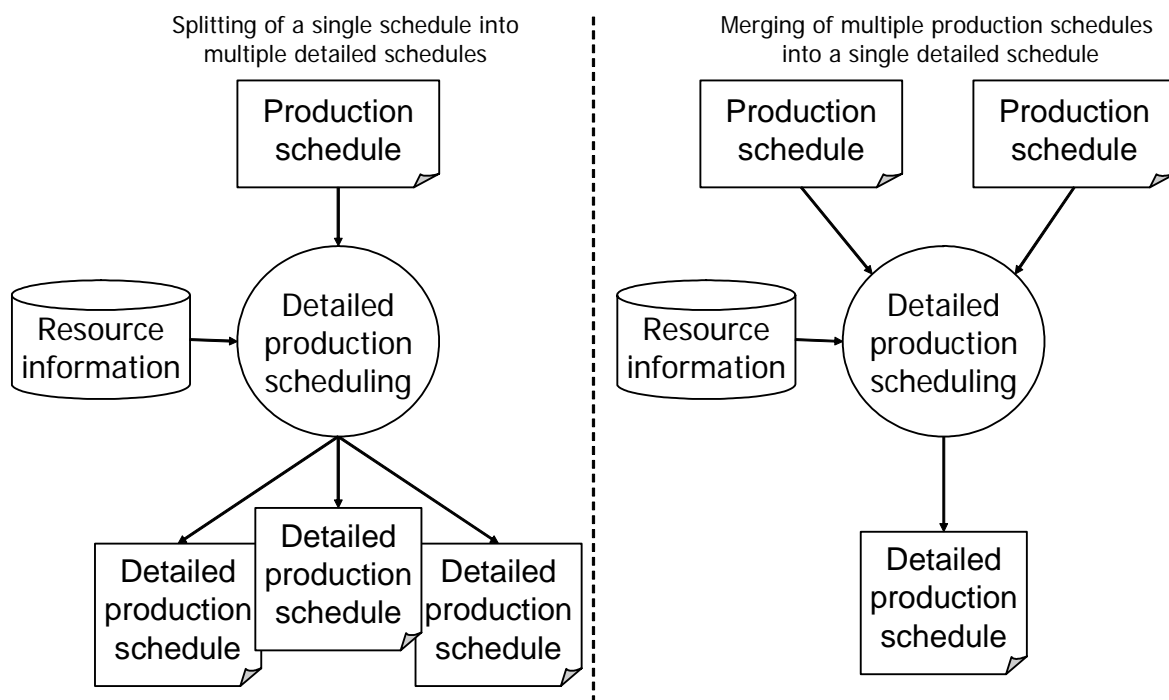 Splitting of a single schedule into
multiple detailed schedules
Production
schedule
Resource
information
Detailed
production
scheduling
Detailed
production
schedule
Detailed
production
schedule
Detailed
production
schedule
Merging of multiple production schedules
into a single detailed schedule
Production
schedule
Production
schedule
Resource
information
Detailed
production
scheduling
Detailed
production
schedule